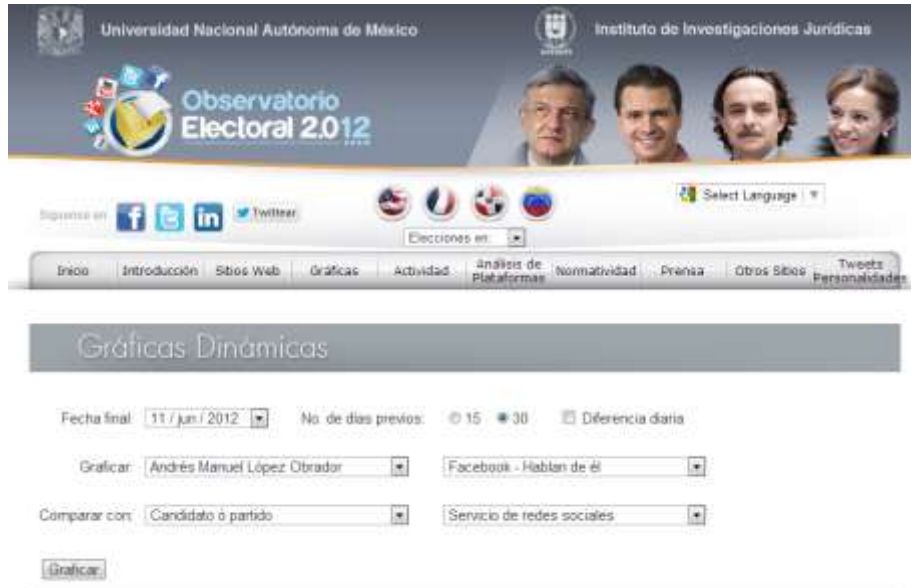 Universidad Nacional Autónoma de México
Instituto de Investigaciones Jurídicas
Observatorio
Electoral 2.012
Siguenos en
Twittear
Select Language
Elecciones en:
Inicio Introducción Sitios Web Gráficas Actividad Análisis de Plataformas Normatividad Prensa Otros Sitios Tweets Personalidades
Gráficas Dinámicas
Fecha final: 11 / jun / 2012 No. de días previos: 15 30 Diferencia diaria
Graficar: Andrés Manuel López Obrador Facebook - Hablan de él
Comparar con: Candidato ó partido Servicio de redes sociales
Graficar